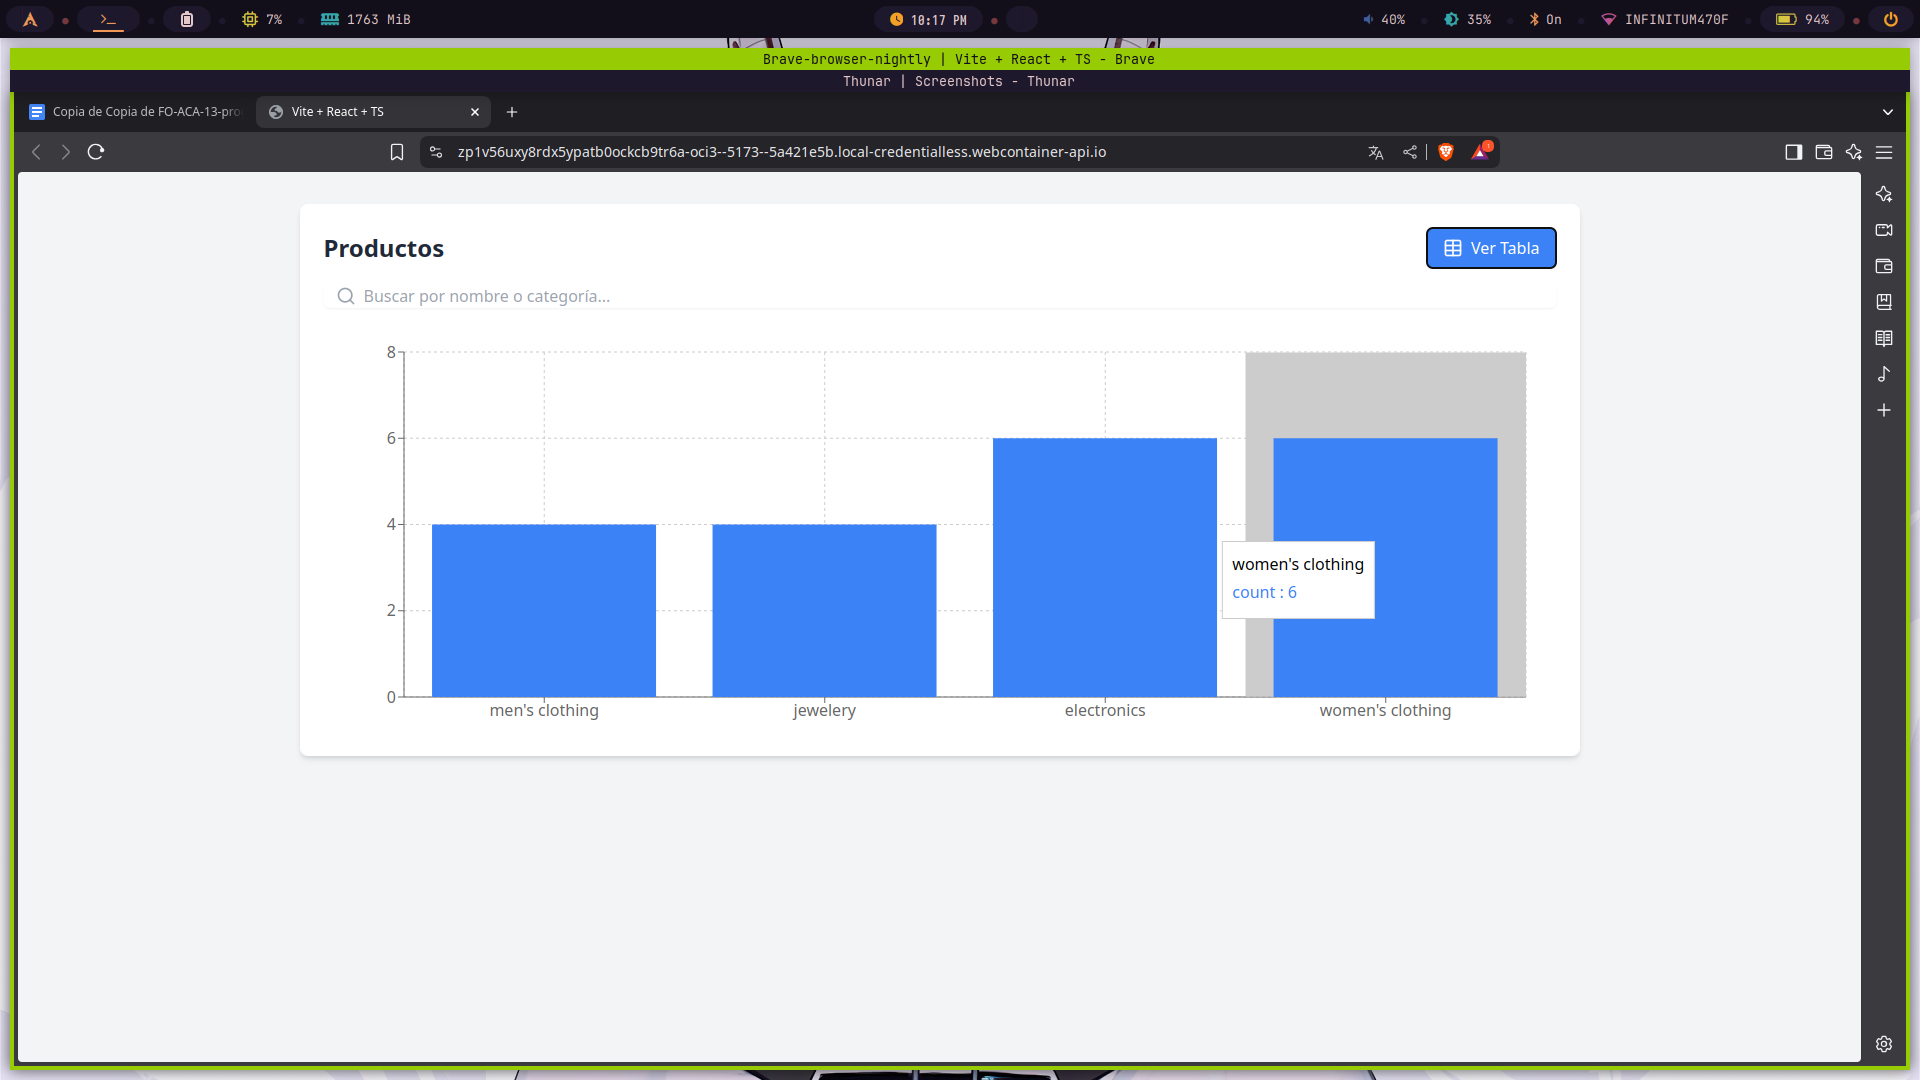 7% 1763 MiB 10:17 PM 40% 35% On INFINITUM470F 94%
Brave-browser-nightly | Vite + React + TS - Brave
Thunar | Screenshots - Thunar
Copia de Copia de FO-ACA-13-pro Vite + React + TS
zp1v56uxy8rdx5ypatb0ockcb9tr6a-oci3--5173--5a421e5b.local-credentialless.webcontainer-api.io 1
Productos Ver Tabla
Buscar por nombre o categoría...
8
6
4
women's clothing
count : 6
2
0
men's clothing jewelery electronics women's clothing